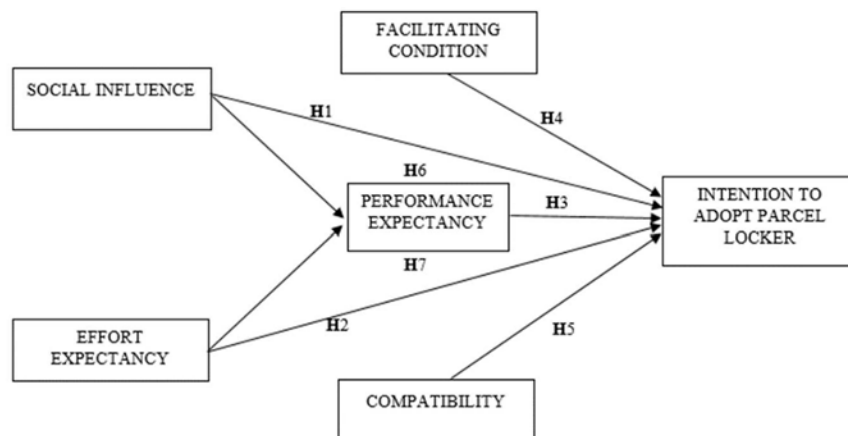 FACILITATING
CONDITION
SOCIAL INFLUENCE
H1
H4
H6
PERFORMANCE
EXPECTANCY
H3
INTENTION TO
ADOPT PARCEL
LOCKER
H7
H2
EFFORT
EXPECTANCY
H5
COMPATIBILITY